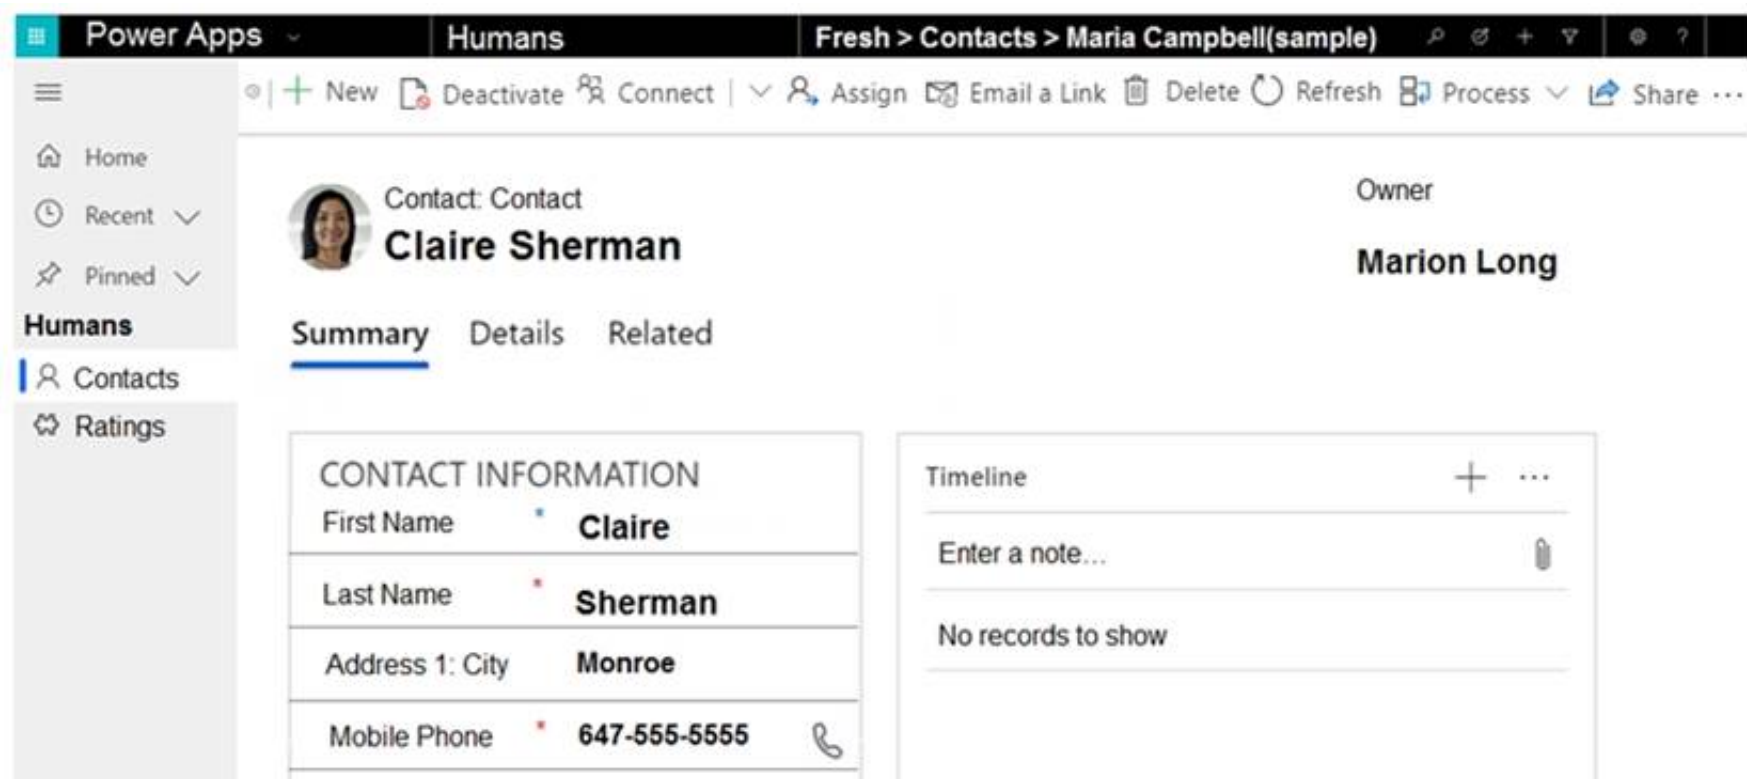 Power Apps
Humans
Fresh > Contacts > Maria Campbell(sample)
+ ?
New
Deactivate
Connect
Assign
Email a Link
Delete
Refresh
Process
Share ...
Home
Recent
Pinned
Humans
Contacts
Ratings
Contact: Contact
Claire Sherman
Owner
Marion Long
Summary Details Related
CONTACT INFORMATION
First Name * Claire
Last Name * Sherman
Address 1: City Monroe
Mobile Phone * 647-555-5555
Timeline + ...
Enter a note...
No records to show